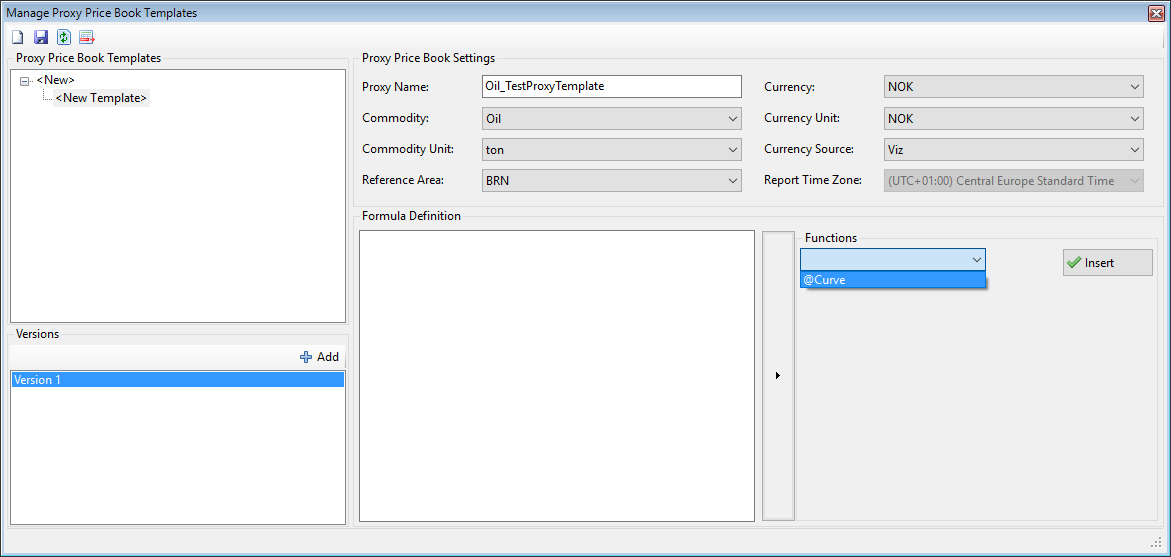 Manage Proxy Price Book Templates
Proxy Price Book Templates
<New>
<New Template>
Versions
Add
Version 1
Proxy Price Book Settings
Proxy Name: Oil_TestProxyTemplate Currency: NOK
Commodity: Oil Currency Unit: NOK
Commodity Unit: ton Currency Source: Viz
Reference Area: BRN Report Time Zone: (UTC+01:00) Central Europe Standard Time
Formula Definition
Functions
Insert
@Curve